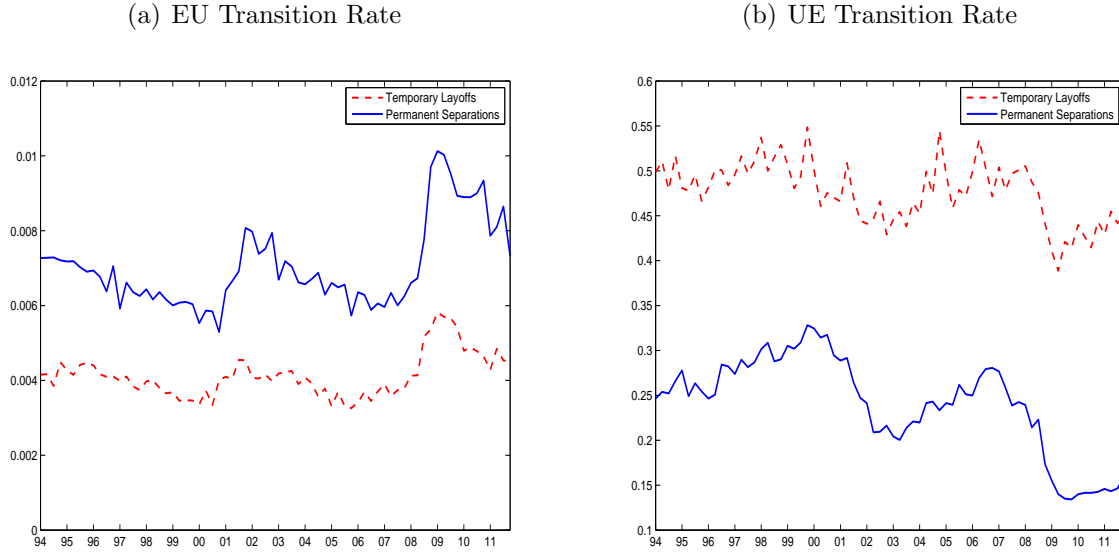 (a) EU Transition Rate
(b) UE Transition Rate
0.012
0.01
0.008
0.006
0.004
0.002
0
94 95 96 97 98 99 00 01 02 03 04 05 06 07 08 09 10 11
Temporary Layoffs
Permanent Separations
0.6
0.55
0.5
0.45
0.4
0.35
0.3
0.25
0.2
0.15
0.1
94 95 96 97 98 99 00 01 02 03 04 05 06 07 08 09 10 11
Temporary Layoffs
Permanent Separations